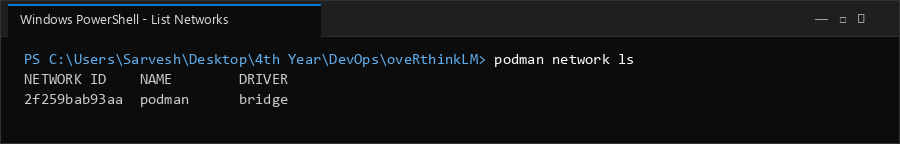 Windows PowerShell - List Networks
PS C:\Users\Sarvesh\Desktop\4th Year\DevOps\oveRthinkLM> podman network ls
NETWORK ID    NAME        DRIVER
2f259bab93aa  podman      bridge